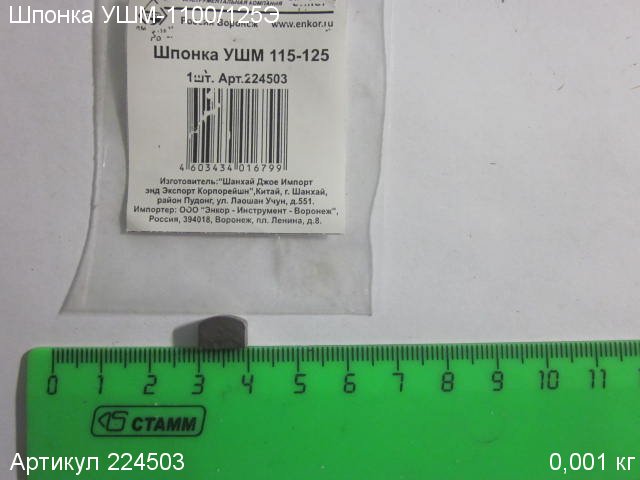 Шпонка УШМ-1100/125Э
ИНСТРУМЕНТАЛЬНАЯ КОМПАНИЯ
Россия Воронеж www.enkor.ru
Шпонка УШМ 115-125
1шт. Арт.224503
4 603434 016799
Изготовитель:"Шанхай Джое Импорт
энд Экспорт Корпорейшн",Китай, г. Шанхай,
район Пудонг, ул. Лаошан Учун, д.551.
Импортер: ООО "Энкор - Инструмент - Воронеж",
Россия, 394018, Воронеж, пл. Ленина, д.8.
0 1 2 3 4 5 6 7 8 9 10 11
СТАММ
Артикул 224503
0,001 кг